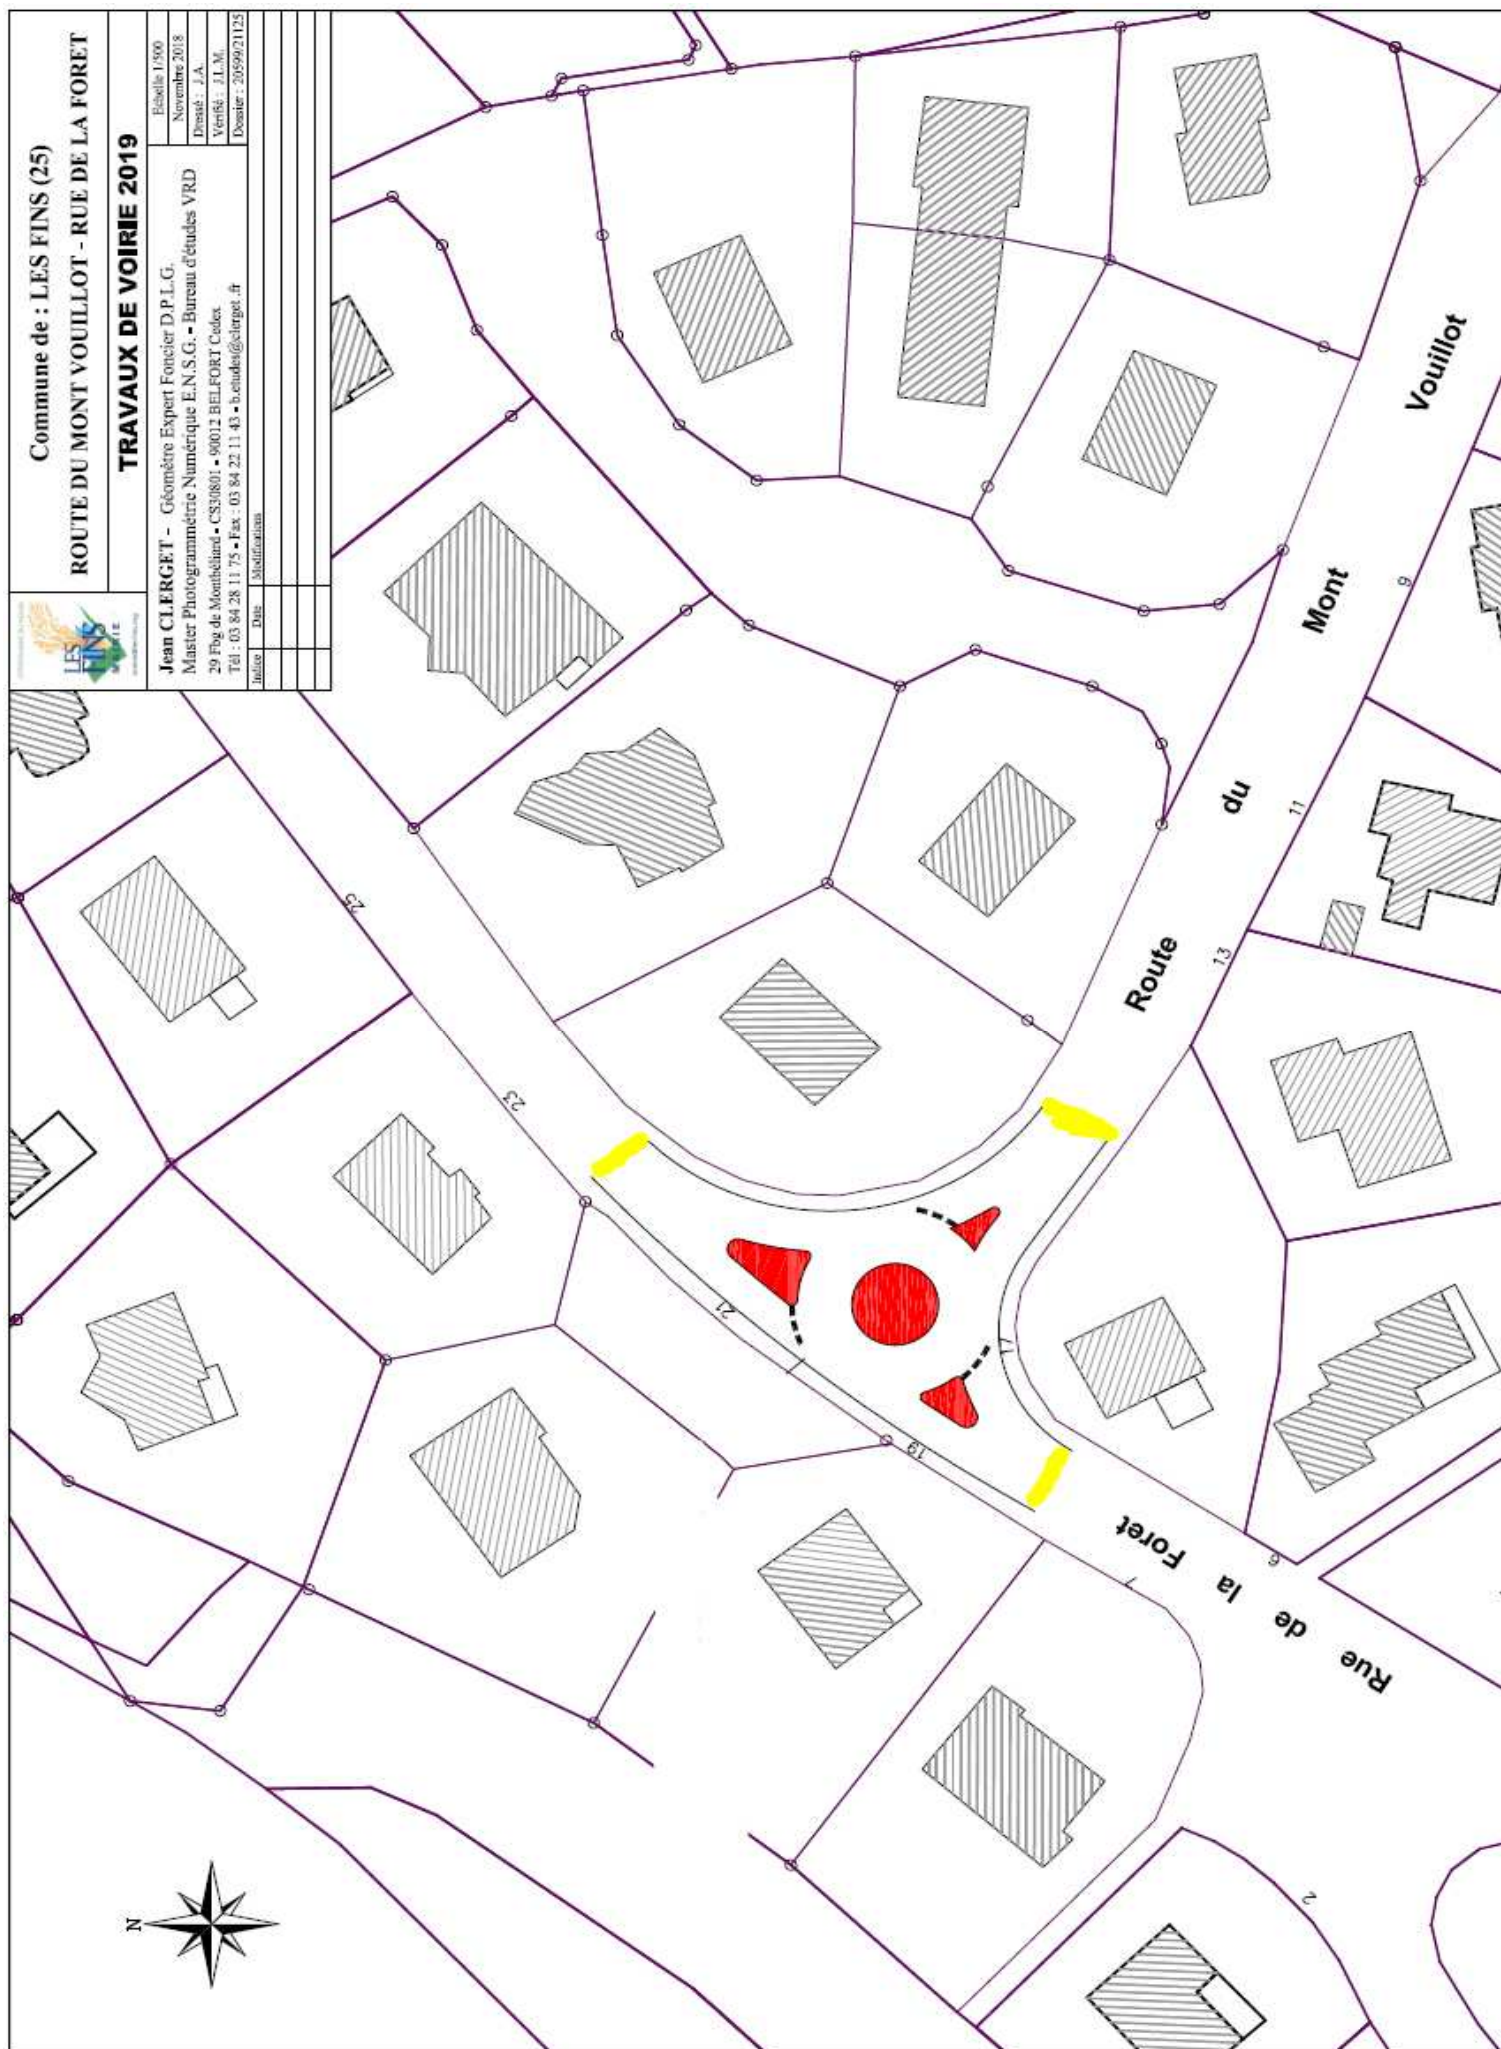 Commune de : LES FINS (25)
ROUTE DU MONT VOUILLOT - RUE DE LA FORET
TRAVAUX DE VOIRIE 2019
LES
FINS
Jean CLERGET - Géomètre Expert Foncier D.P.L.G.
Master Photogrammétrie Numérique E.N.S.G. - Bureau d'études VRD
29 Fbg de Montbéliard - CS30801 - 90012 BELFORT Cedex
Tél : 03 84 28 11 75 - Fax : 03 84 22 11 43 - b.etudes@clerget.fr
Echelle 1/500
Novembre 2018
Dressé : J.A.
Vérifié : J.L.M.
Dossier : 20599/21125
Indice Date Modifications
Route du Mont Vouillot
Rue de la Foret
25
23
21
19
17
13
11
9
7
6
2
N